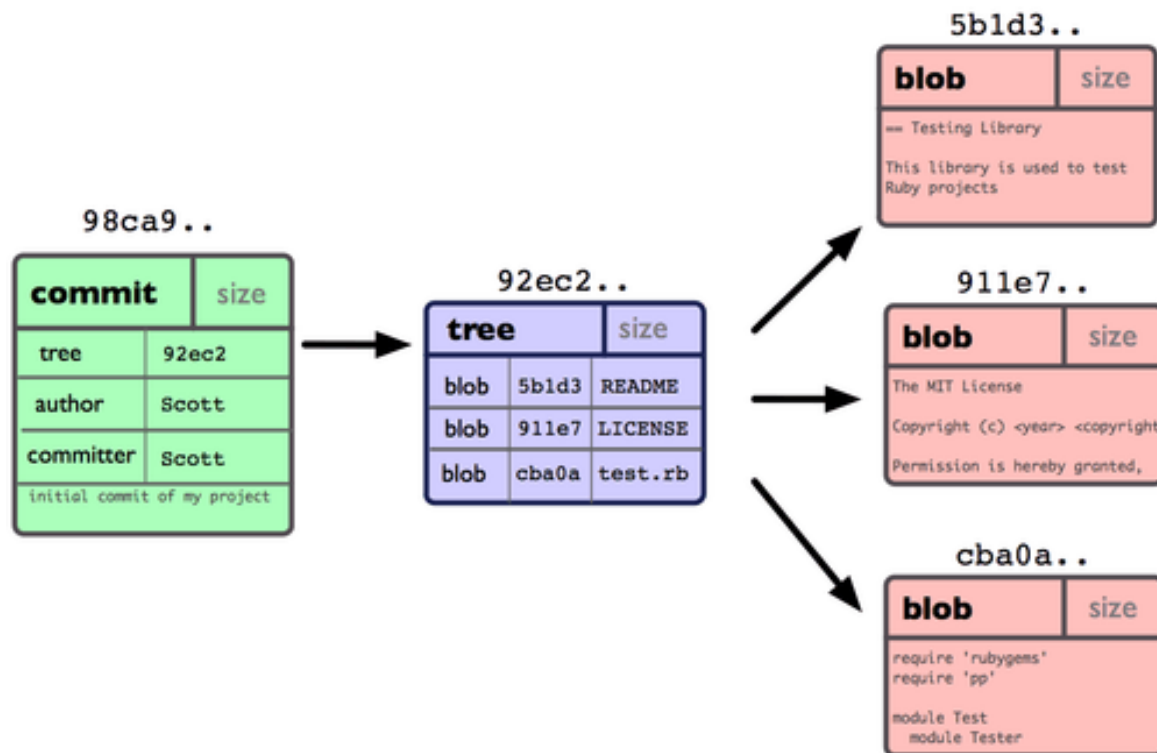 98ca9..
commit size
tree 92ec2
author Scott
committer Scott
initial commit of my project
92ec2..
tree size
blob 5b1d3 README
blob 911e7 LICENSE
blob cba0a test.rb
5b1d3..
blob size
== Testing Library
This library is used to test
Ruby projects
911e7..
blob size
The MIT License
Copyright (c) <year> <copyright
Permission is hereby granted,
cba0a..
blob size
require 'rubygems'
require 'pp'
module Test
module Tester